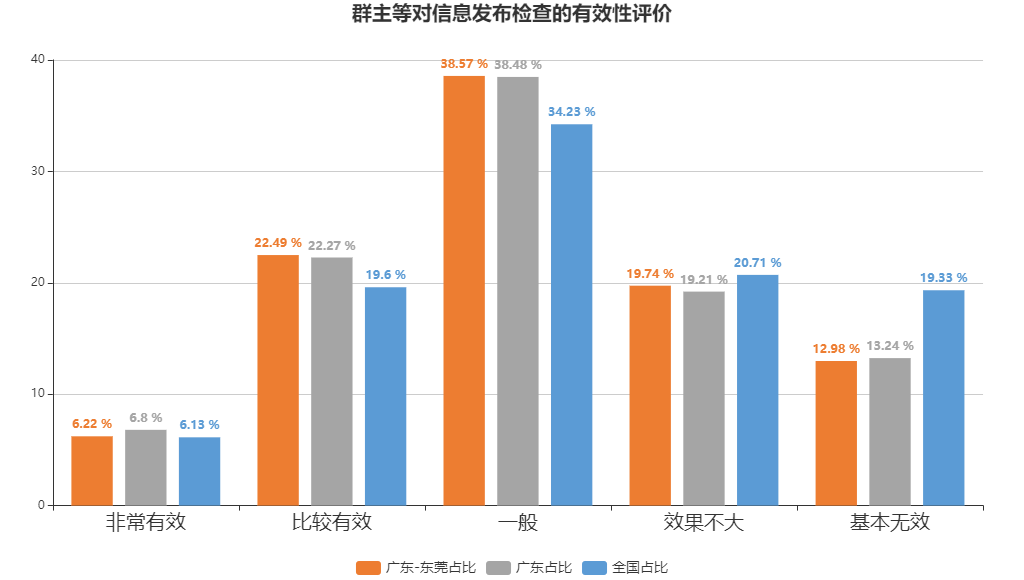 群主等对信息发布检查的有效性评价
40
38.57 %
38.48 %
34.23 %
30
22.49 %
22.27 %
19.6 %
19.74 %
19.21 %
20.71 %
19.33 %
20
12.98 %
13.24 %
10
6.22 %
6.8 %
6.13 %
0
非常有效
比较有效
一般
效果不大
基本无效
广东-东莞占比
广东占比
全国占比